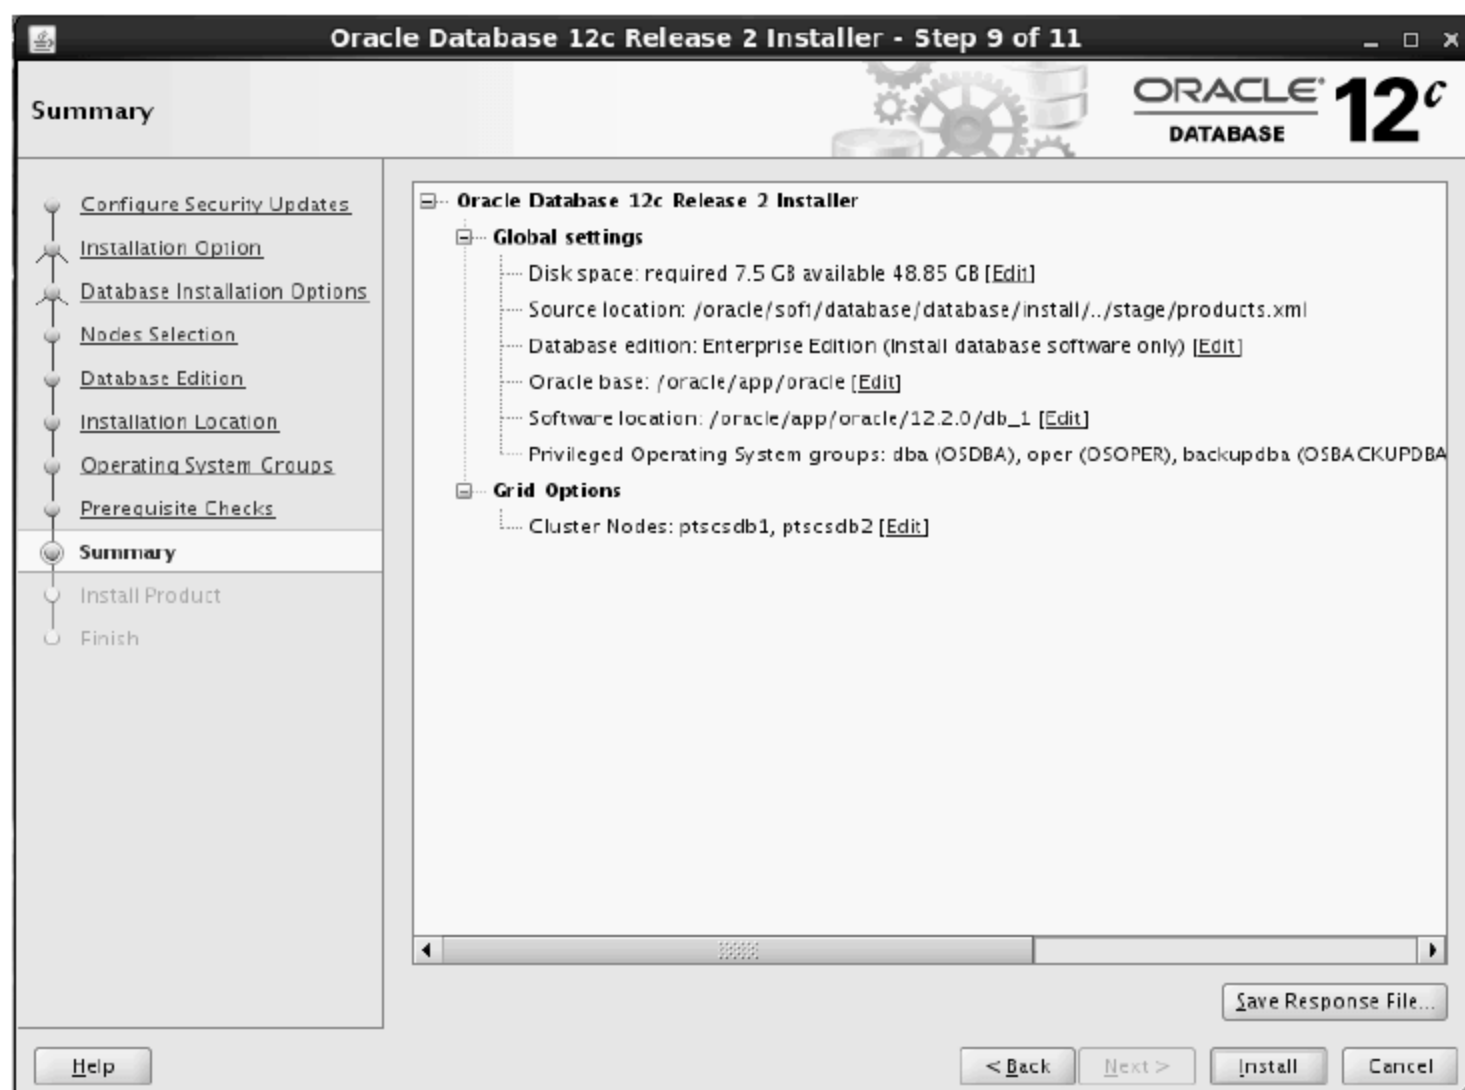 Oracle Database 12c Release 2 Installer - Step 9 of 11
Summary
ORACLE
DATABASE
12c
Configure Security Updates
Installation Option
Database Installation Options
Nodes Selection
Database Edition
Installation Location
Operating System Groups
Prerequisite Checks
Summary
Install Product
Finish
Oracle Database 12c Release 2 Installer
Global settings
Disk space: required 7.5 GB available 48.85 GB [Edit]
Source location: /oracle/soft/database/database/install/../stage/products.xml
Database edition: Enterprise Edition (Install database software only) [Edit]
Oracle base: /oracle/app/oracle [Edit]
Software location: /oracle/app/oracle/12.2.0/db_1 [Edit]
Privileged Operating System groups: dba (OSDBA), oper (OSOPER), backupdba (OSBACKUPDBA
Grid Options
Cluster Nodes: ptscsdb1, ptscsdb2 [Edit]
Save Response File...
Help
< Back
Next >
Install
Cancel